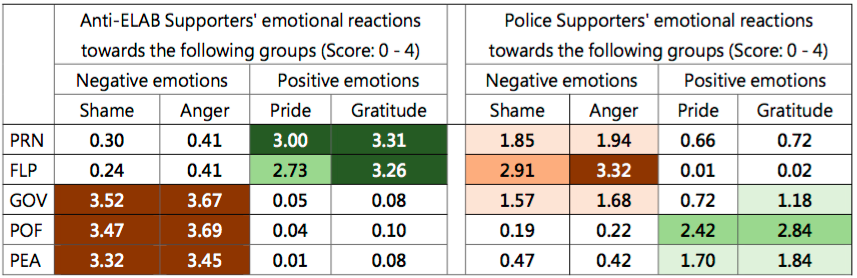 Anti-ELAB Supporters' emotional reactions towards the following groups (Score: 0 - 4) Police Supporters' emotional reactions towards the following groups (Score: 0 - 4)
Negative emotions Positive emotions Negative emotions Positive emotions
Shame Anger Pride Gratitude Shame Anger Pride Gratitude
PRN 0.30 0.41 3.00 3.31 1.85 1.94 0.66 0.72
FLP 0.24 0.41 2.73 3.26 2.91 3.32 0.01 0.02
GOV 3.52 3.67 0.05 0.08 1.57 1.68 0.72 1.18
POF 3.47 3.69 0.04 0.10 0.19 0.22 2.42 2.84
PEA 3.32 3.45 0.01 0.08 0.47 0.42 1.70 1.84